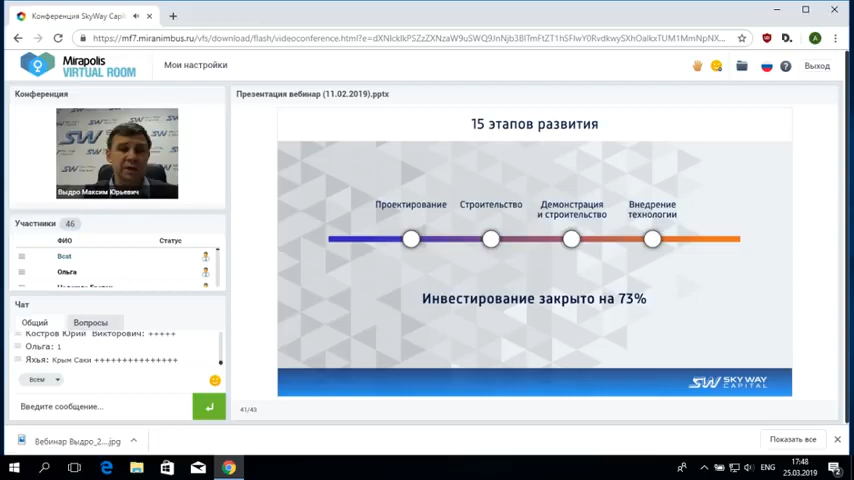 Конференция SkyWay Capi
https://mf7.miranimbus.ru/vfs/download/flash/videoconference.html?e=
Mirapolis
VIRTUAL ROOM
Мои настройки
Выход
Конференция
Выдро Максим Юрьевич
Участники 46
ФИО Статус
Bcat
Ольга
Чат
Общий Вопросы
Костров Юрий Викторович: +++++
Ольга: 1
Яхья: Крым Саки +++++++++++++++
Всем
Введите сообщение...
Презентация вебинар (11.02.2019).pptx
15 этапов развития
Проектирование Строительство Демонстрация и строительство Внедрение технологии
Инвестирование закрыто на 73%
SW SKY WAY CAPITAL
41/43
Вебинар Выдро_2....jpg
Показать все
ENG
17:48
25.03.2019